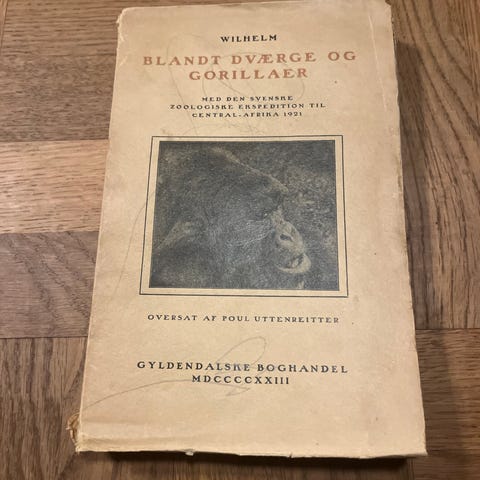 WILHELM
BLANDT DVÆRGE OG
GORILLAER
MED DEN SVENSKE
ZOOLOGISKE EKSPEDITION TIL
CENTRAL-AFRIKA 1921
OVERSAT AF POUL UTTENREITTER
GYLDENDALSKE BOGHANDEL
MDCCCCXXIII